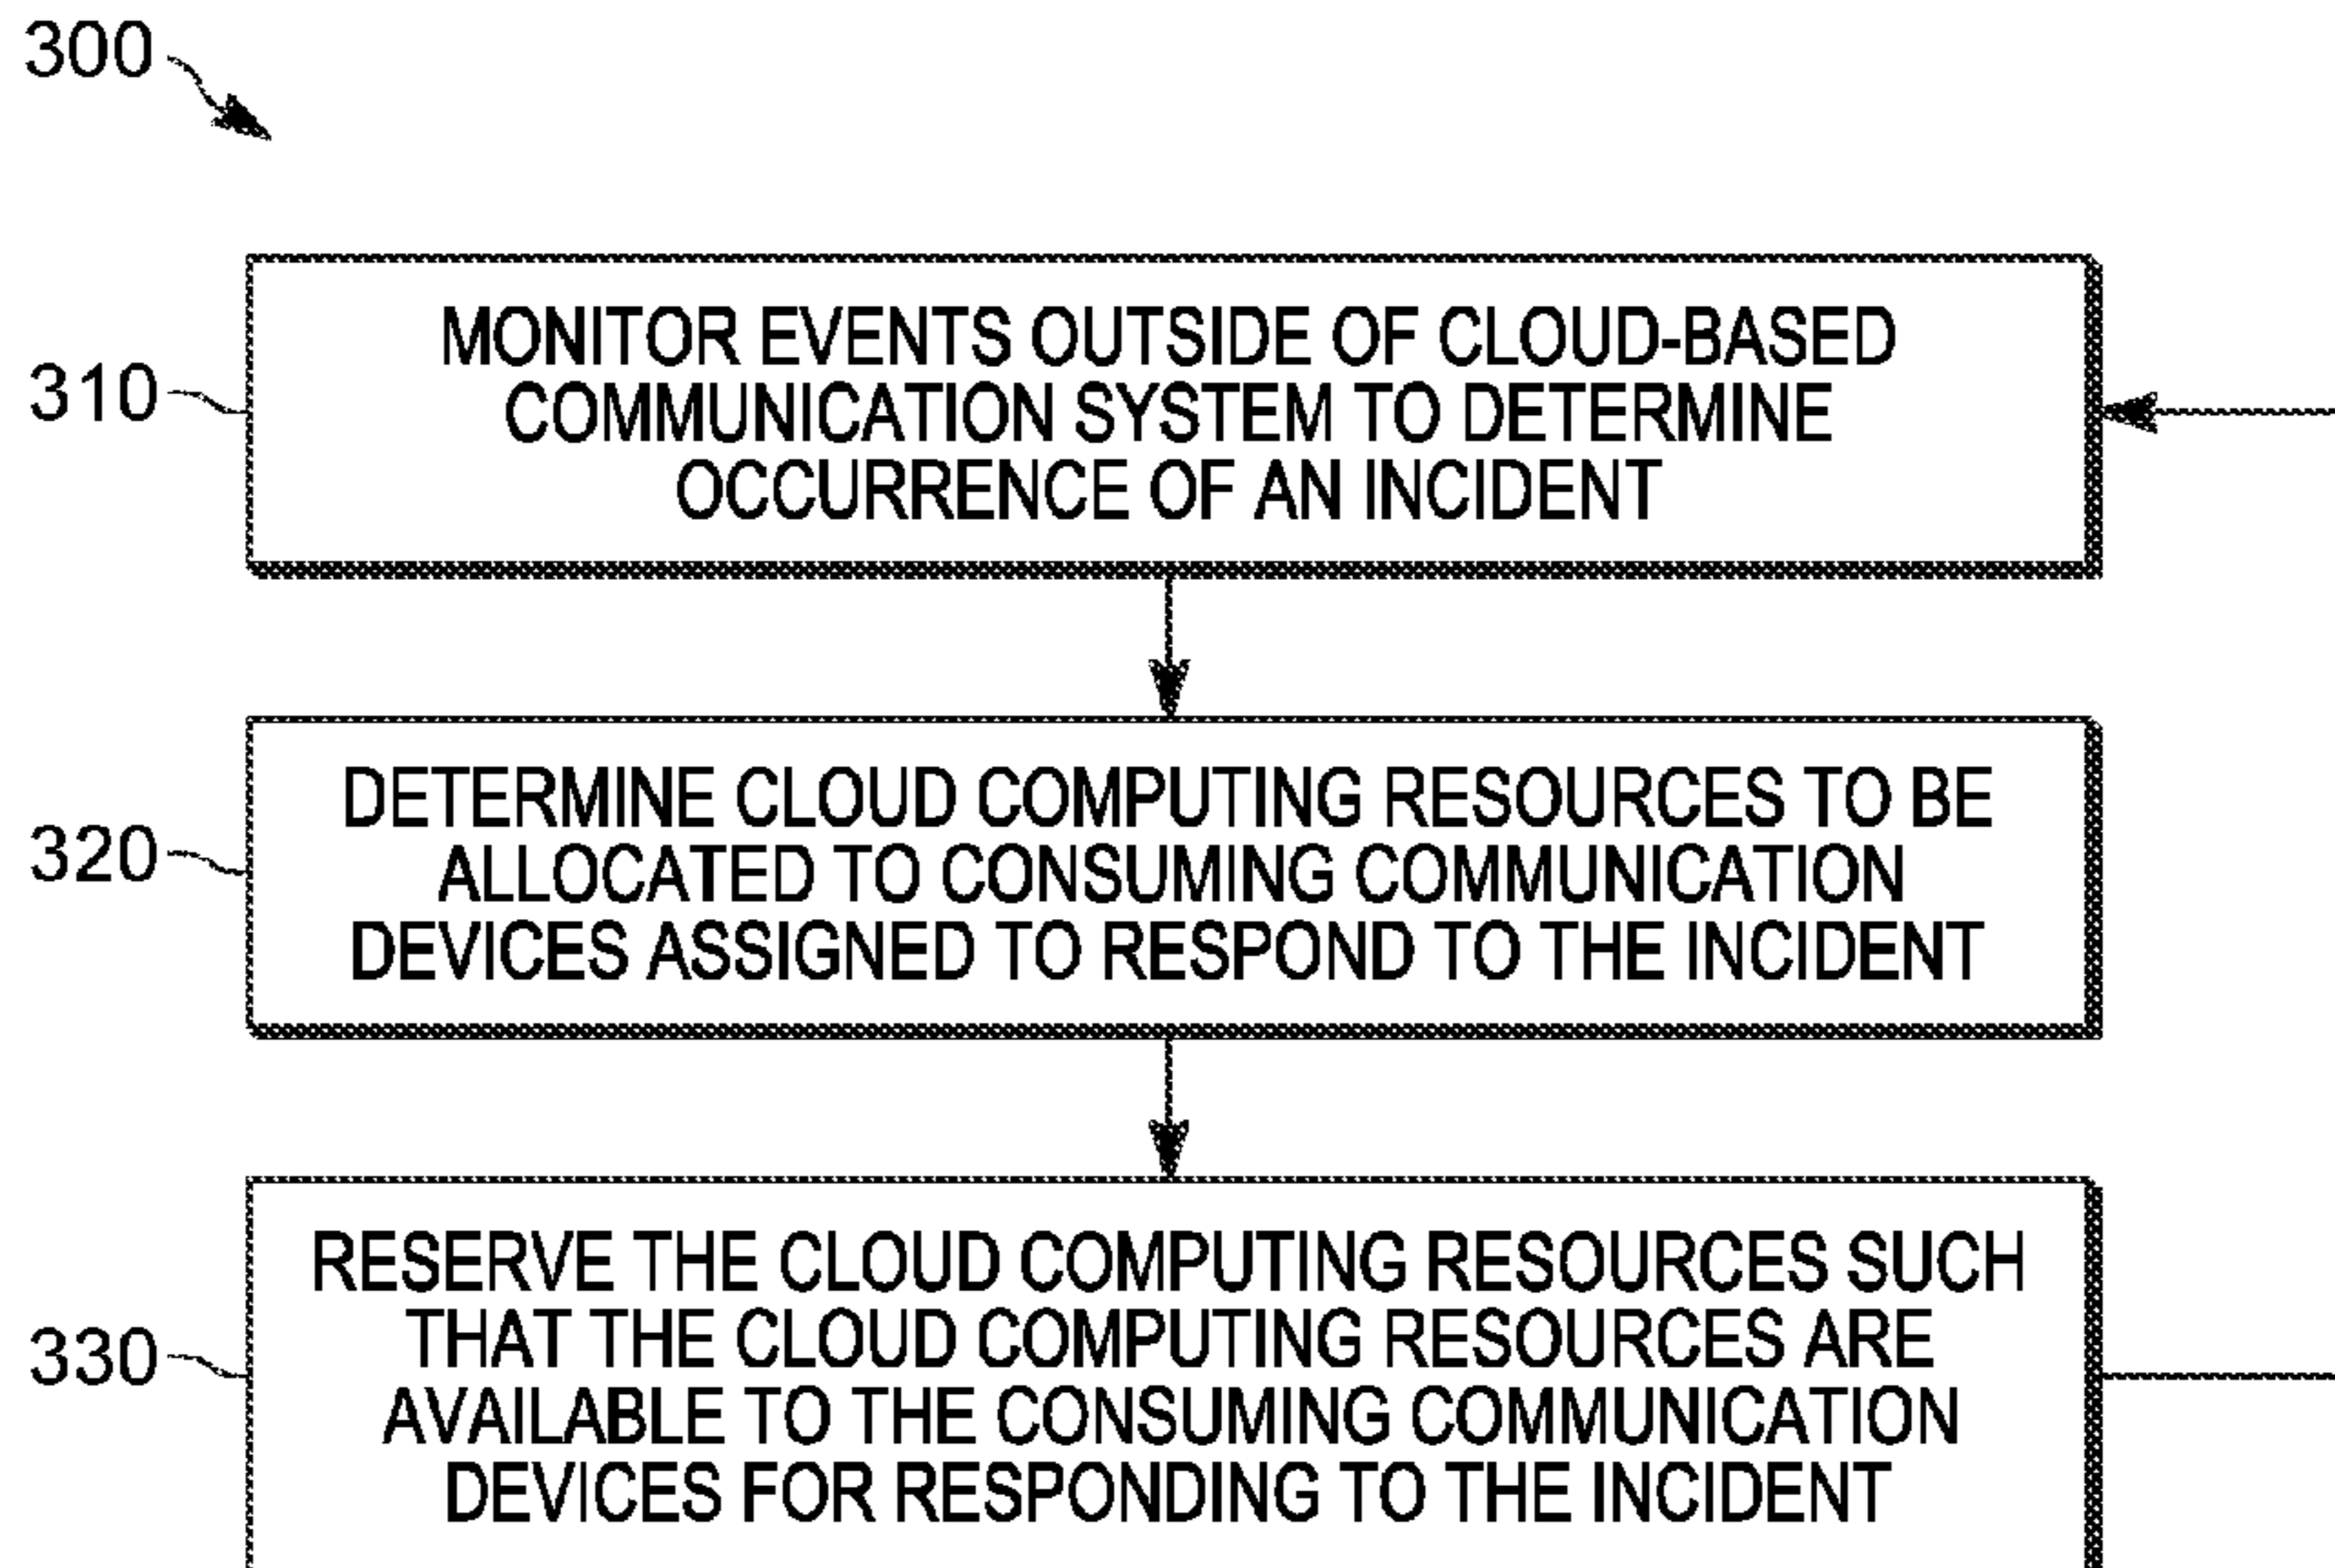 300
310
MONITOR EVENTS OUTSIDE OF CLOUD-BASED
COMMUNICATION SYSTEM TO DETERMINE
OCCURRENCE OF AN INCIDENT
320
DETERMINE CLOUD COMPUTING RESOURCES TO BE
ALLOCATED TO CONSUMING COMMUNICATION
DEVICES ASSIGNED TO RESPOND TO THE INCIDENT
330
RESERVE THE CLOUD COMPUTING RESOURCES SUCH
THAT THE CLOUD COMPUTING RESOURCES ARE
AVAILABLE TO THE CONSUMING COMMUNICATION
DEVICES FOR RESPONDING TO THE INCIDENT